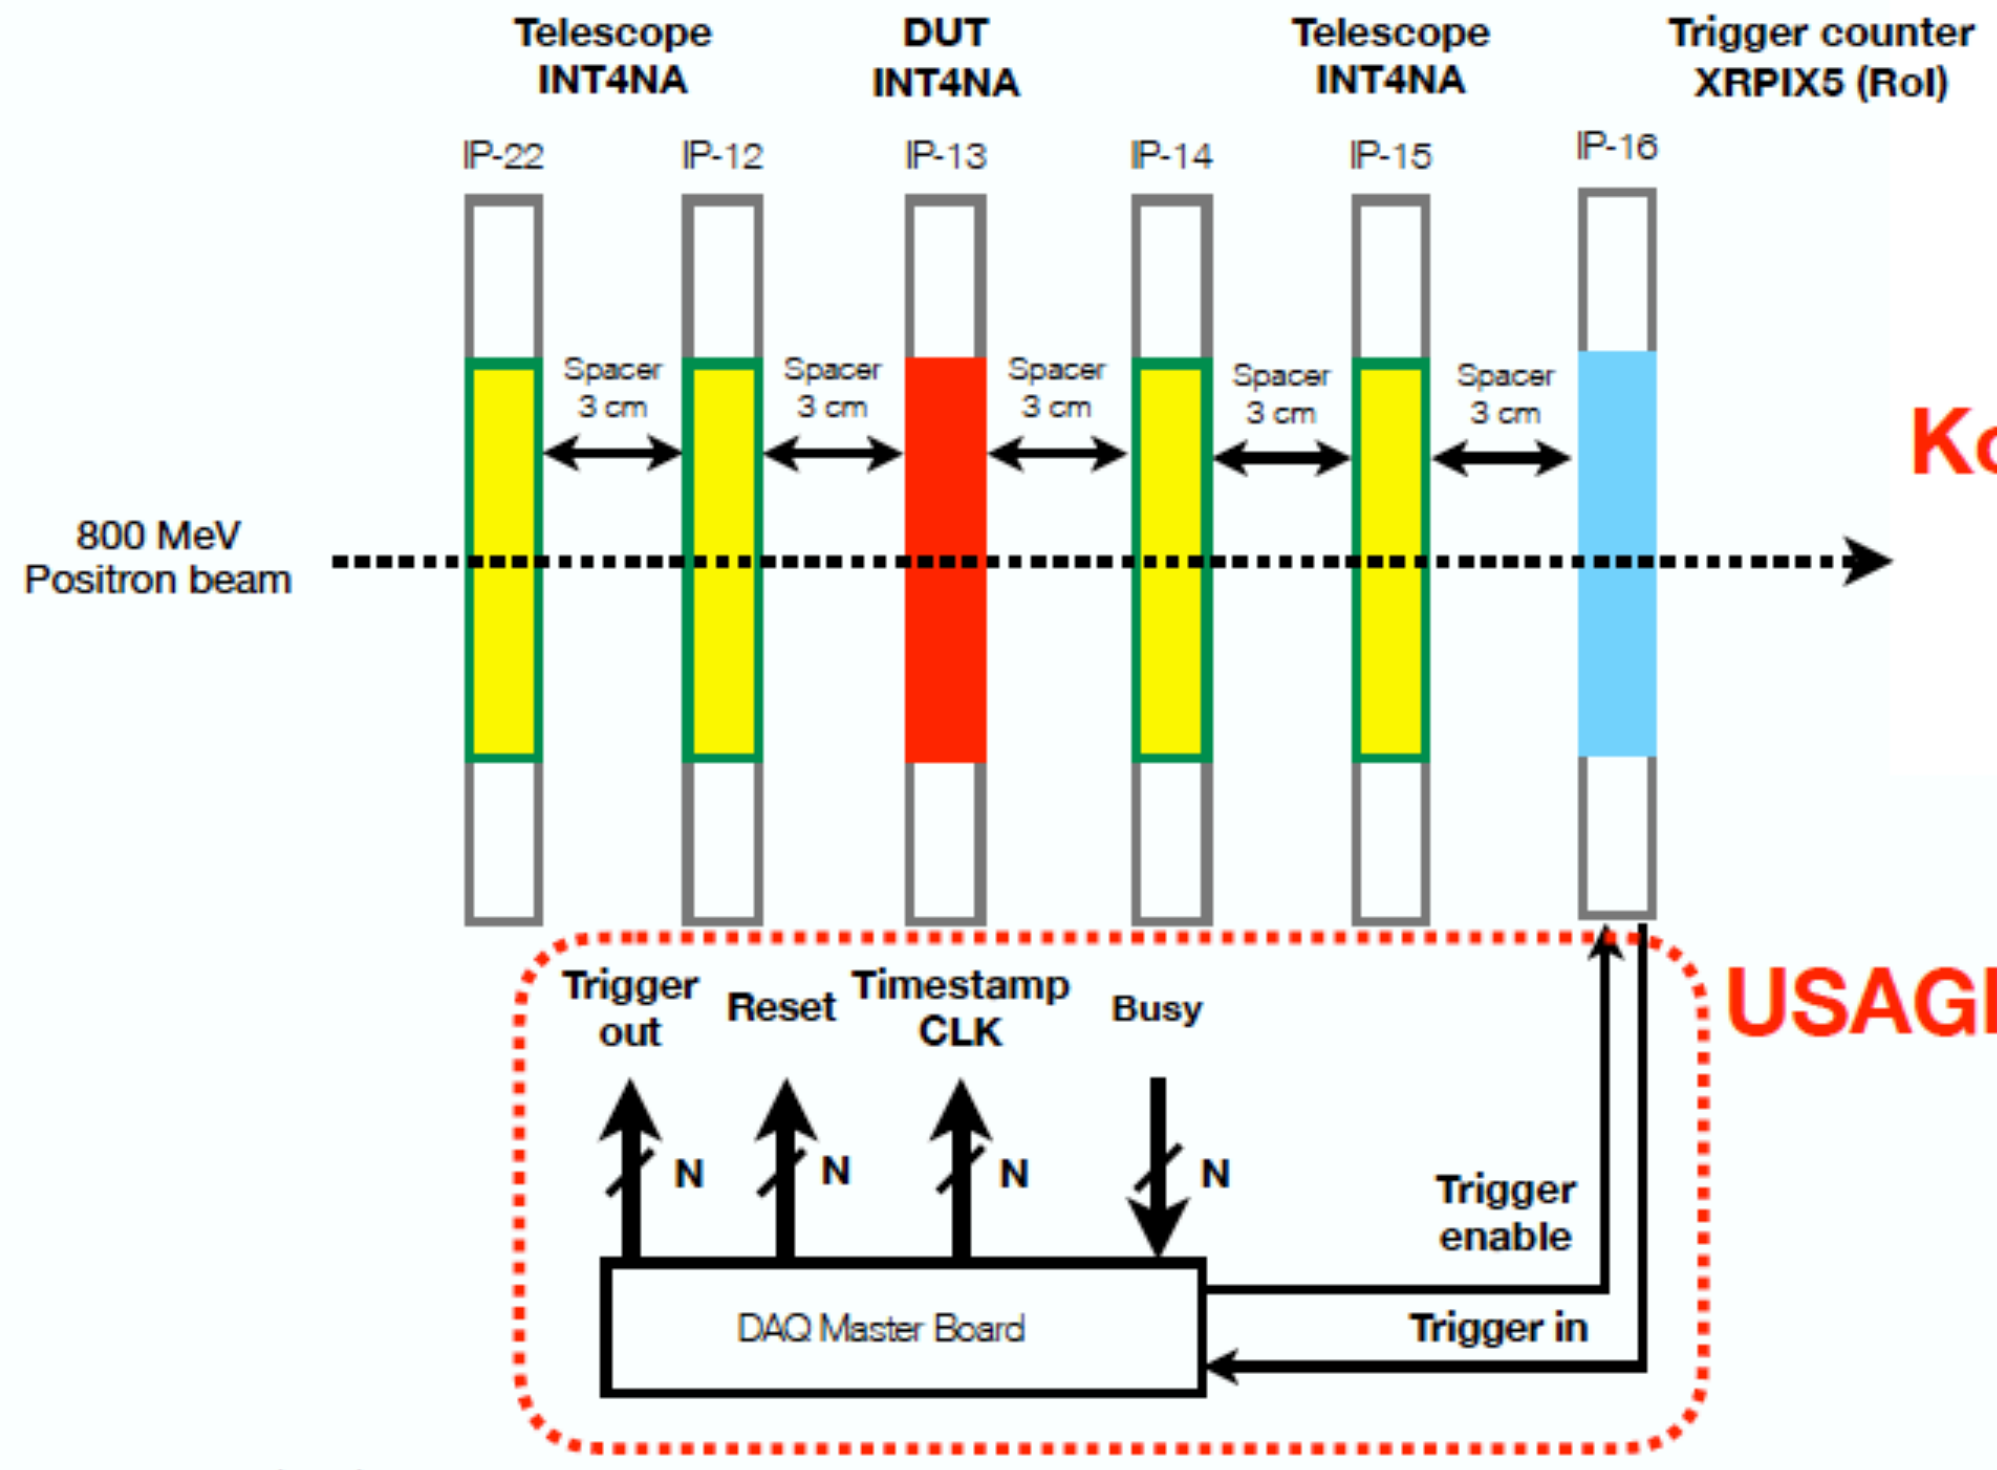 Telescope
INT4NA
DUT
INT4NA
Telescope
INT4NA
Trigger counter
XRPIX5 (RoI)
IP-22
IP-12
IP-13
IP-14
IP-15
IP-16
Spacer
3 cm
Spacer
3 cm
Spacer
3 cm
Spacer
3 cm
Spacer
3 cm
800 MeV
Positron beam
Trigger
out
Reset
Timestamp
CLK
Busy
N
N
N
N
Trigger
enable
DAQ Master Board
Trigger in